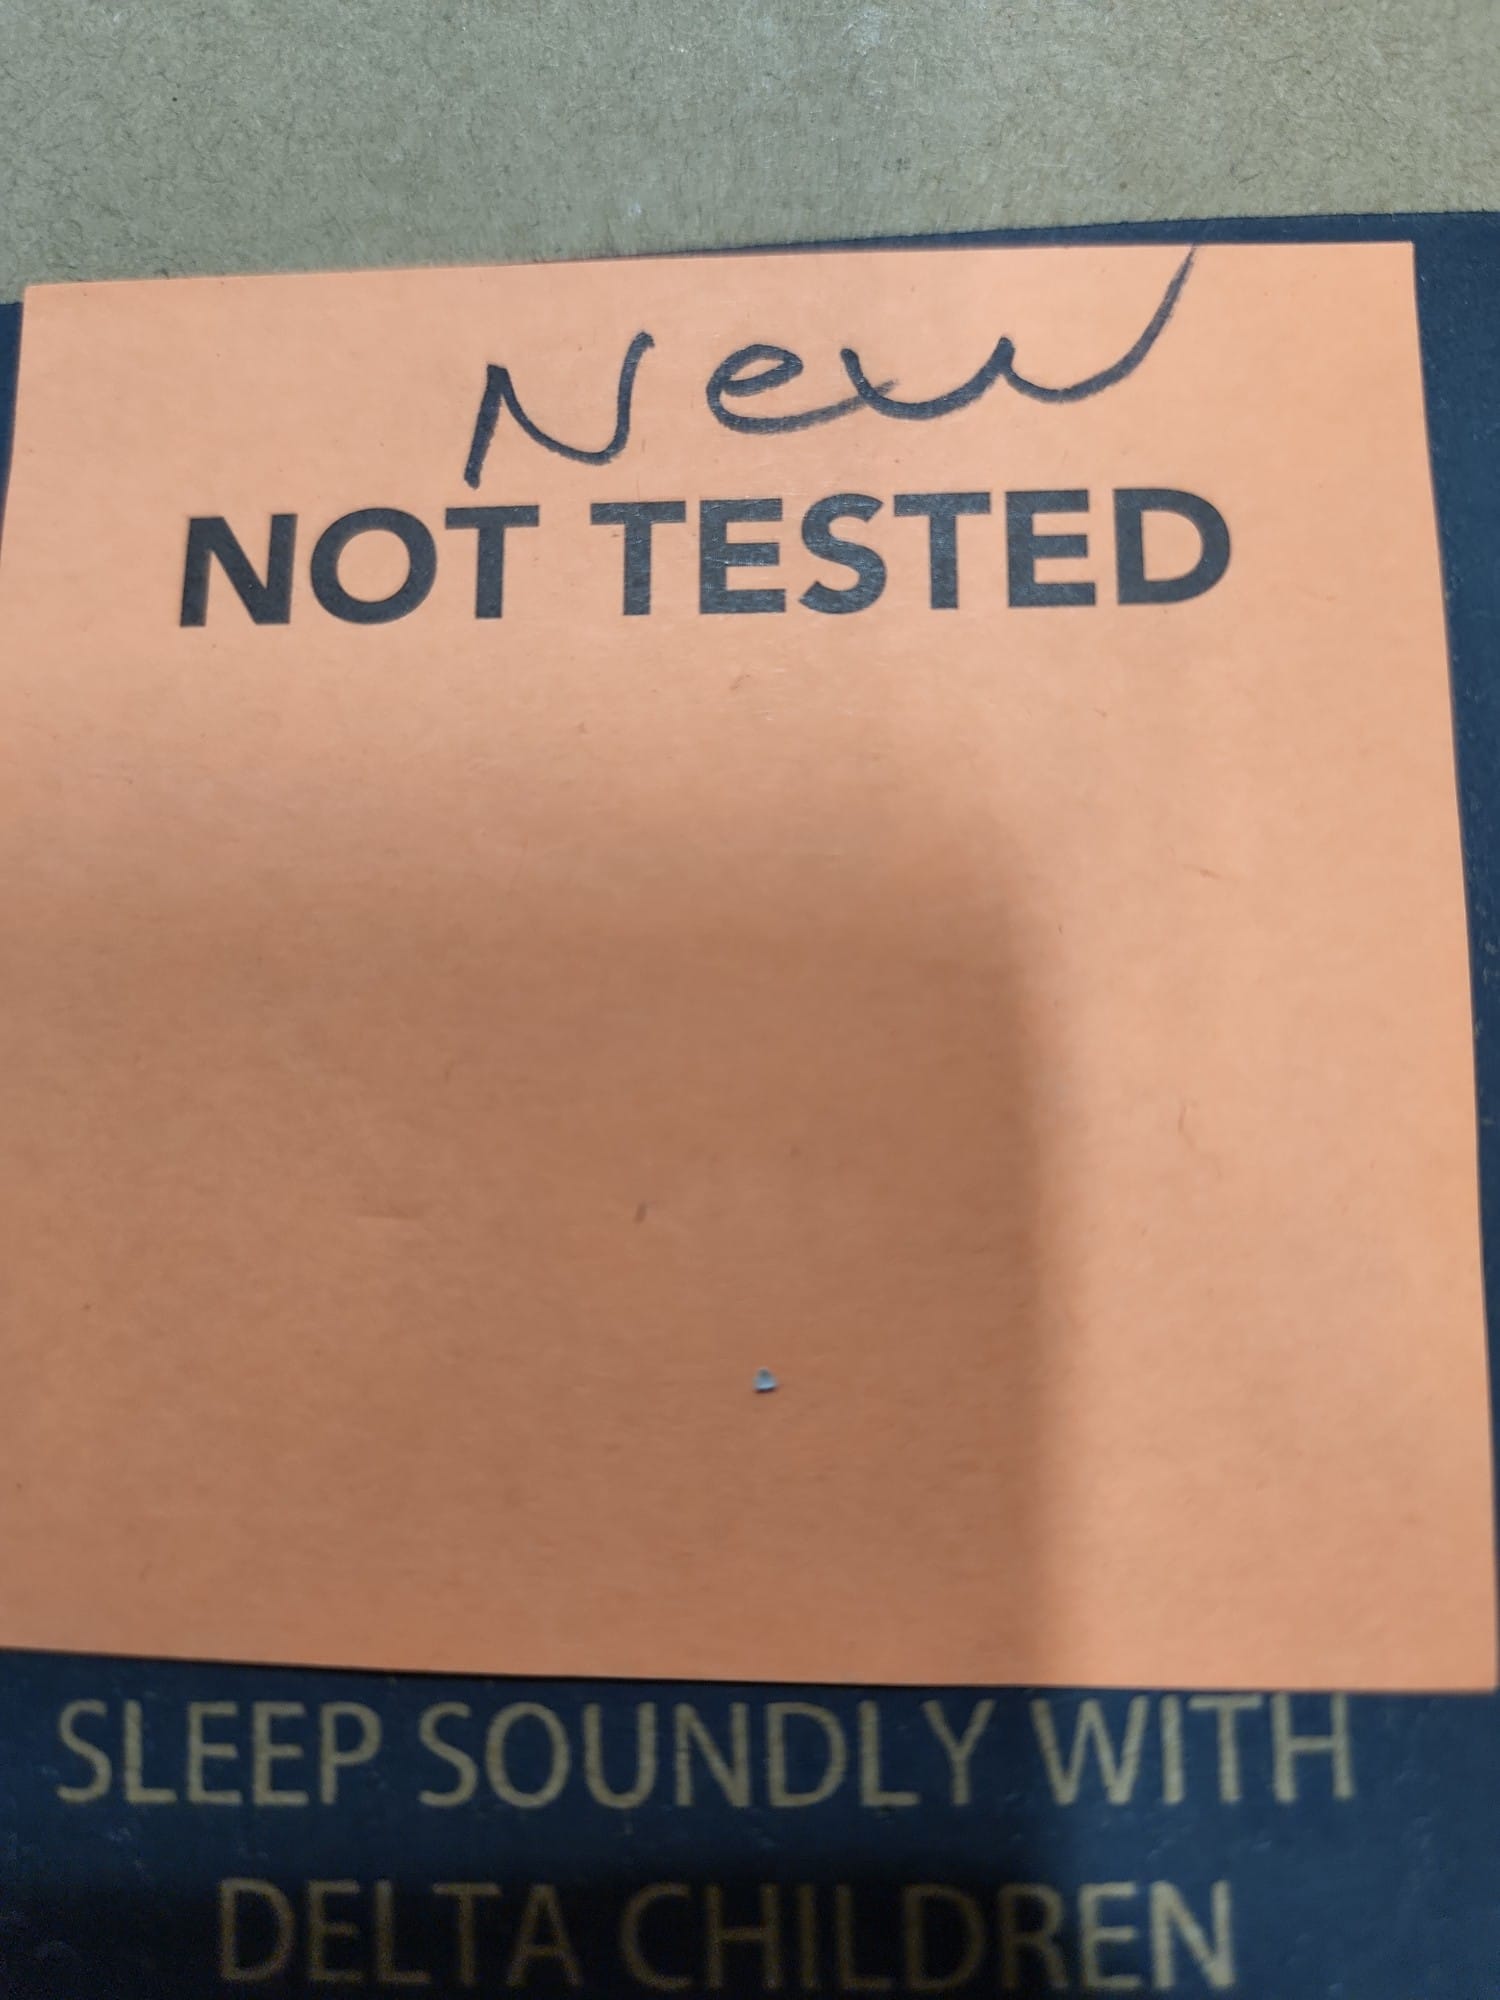 New
NOT TESTED
SLEEP SOUNDLY WITH
DELTA CHILDREN